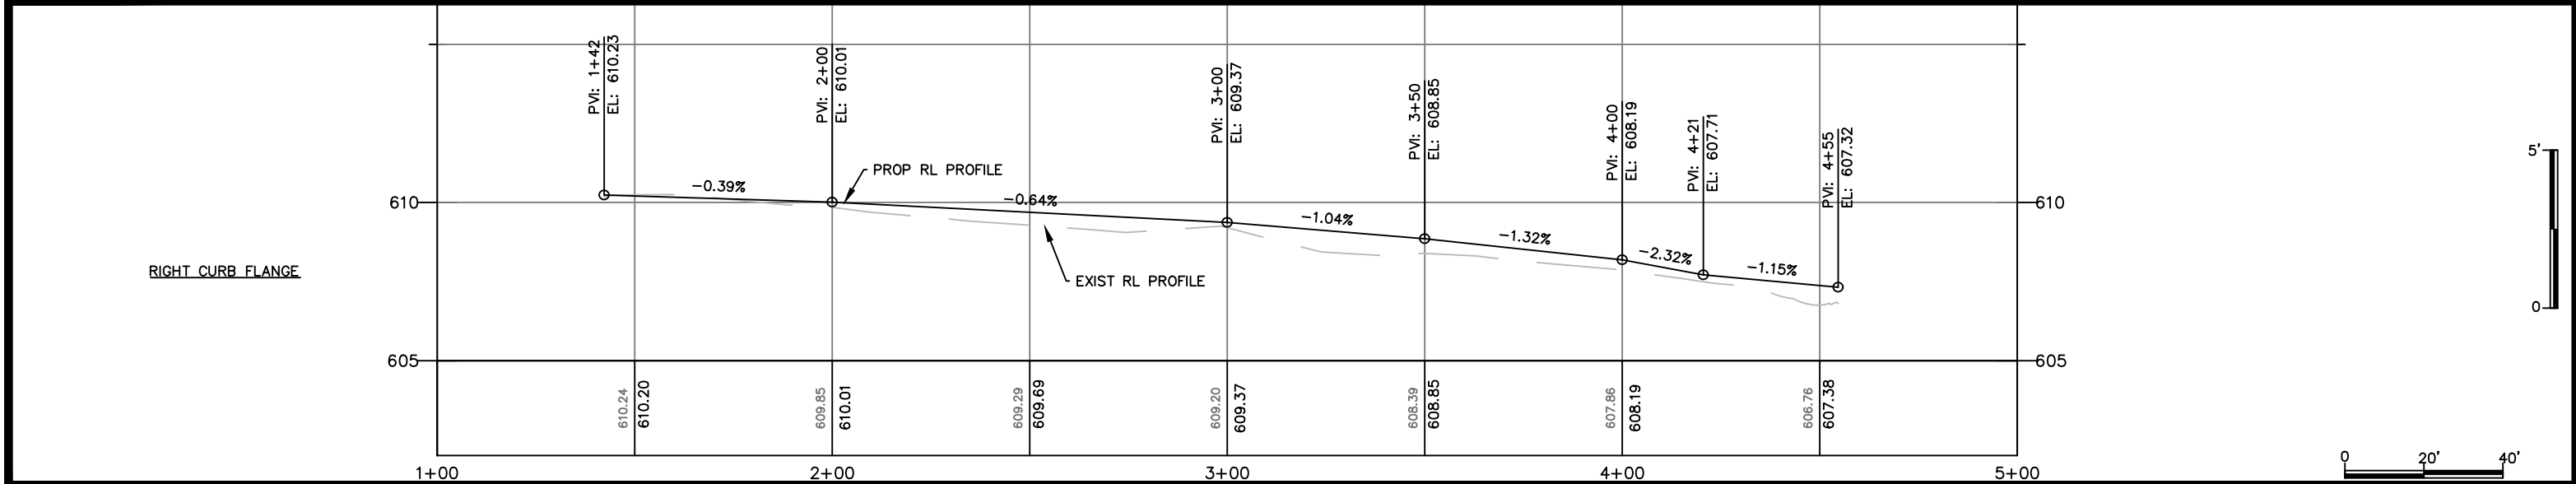 PVI: 1+42
EL: 610.23
PVI: 2+00
EL: 610.01
PVI: 3+00
EL: 609.37
PVI: 3+50
EL: 608.85
PVI: 4+00
EL: 608.19
PVI: 4+21
EL: 607.71
PVI: 4+55
EL: 607.32
PROP RL PROFILE
-0.39%
-0.64%
-1.04%
-1.32%
-2.32%
-1.15%
610
610
EXIST RL PROFILE
RIGHT CURB FLANGE
5'
0
605
605
610.24
610.20
609.85
610.01
609.29
609.69
609.20
609.37
608.39
608.85
607.86
608.19
606.76
607.38
1+00
2+00
3+00
4+00
5+00
0
20'
40'